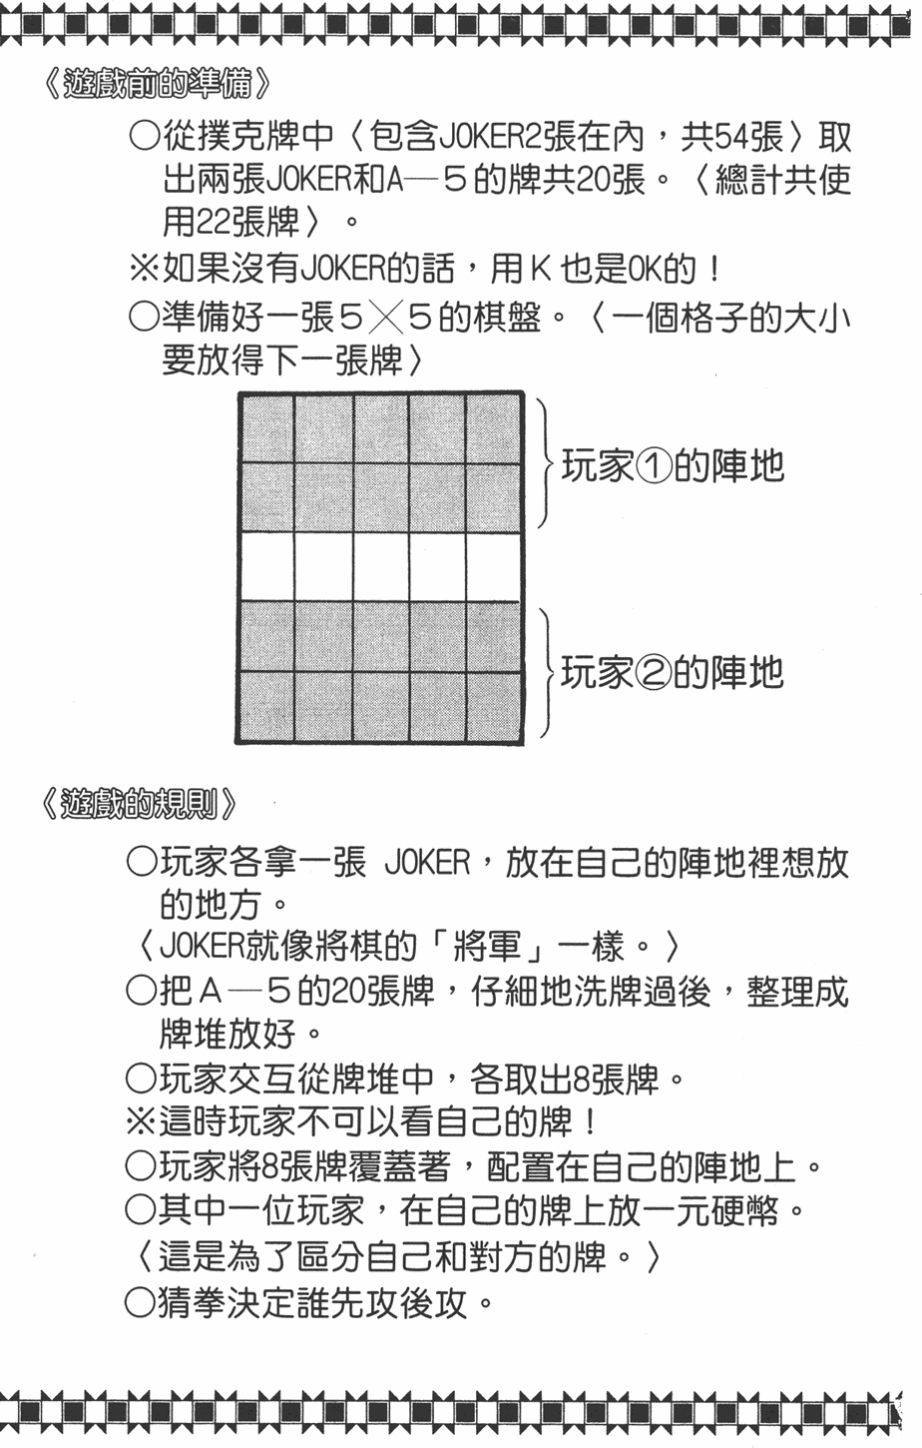 《遊戲前的準備》
○從撲克牌中〈包含JOKER2張在內，共54張〉取
出兩張JOKER和A—5的牌共20張。〈總計共使
用22張牌〉。
※如果沒有JOKER的話，用K也是OK的！
○準備好一張5╳5的棋盤。〈一個格子的大小
要放得下一張牌〉
玩家①的陣地
玩家②的陣地
《遊戲的規則》
○玩家各拿一張 JOKER，放在自己的陣地裡想放
的地方。
〈JOKER就像將棋的「將軍」一樣。〉
○把A—5的20張牌，仔細地洗牌過後，整理成
牌堆放好。
○玩家交互從牌堆中，各取出8張牌。
※這時玩家不可以看自己的牌！
○玩家將8張牌覆蓋著，配置在自己的陣地上。
○其中一位玩家，在自己的牌上放一元硬幣。
〈這是為了區分自己和對方的牌。〉
○猜拳決定誰先攻後攻。